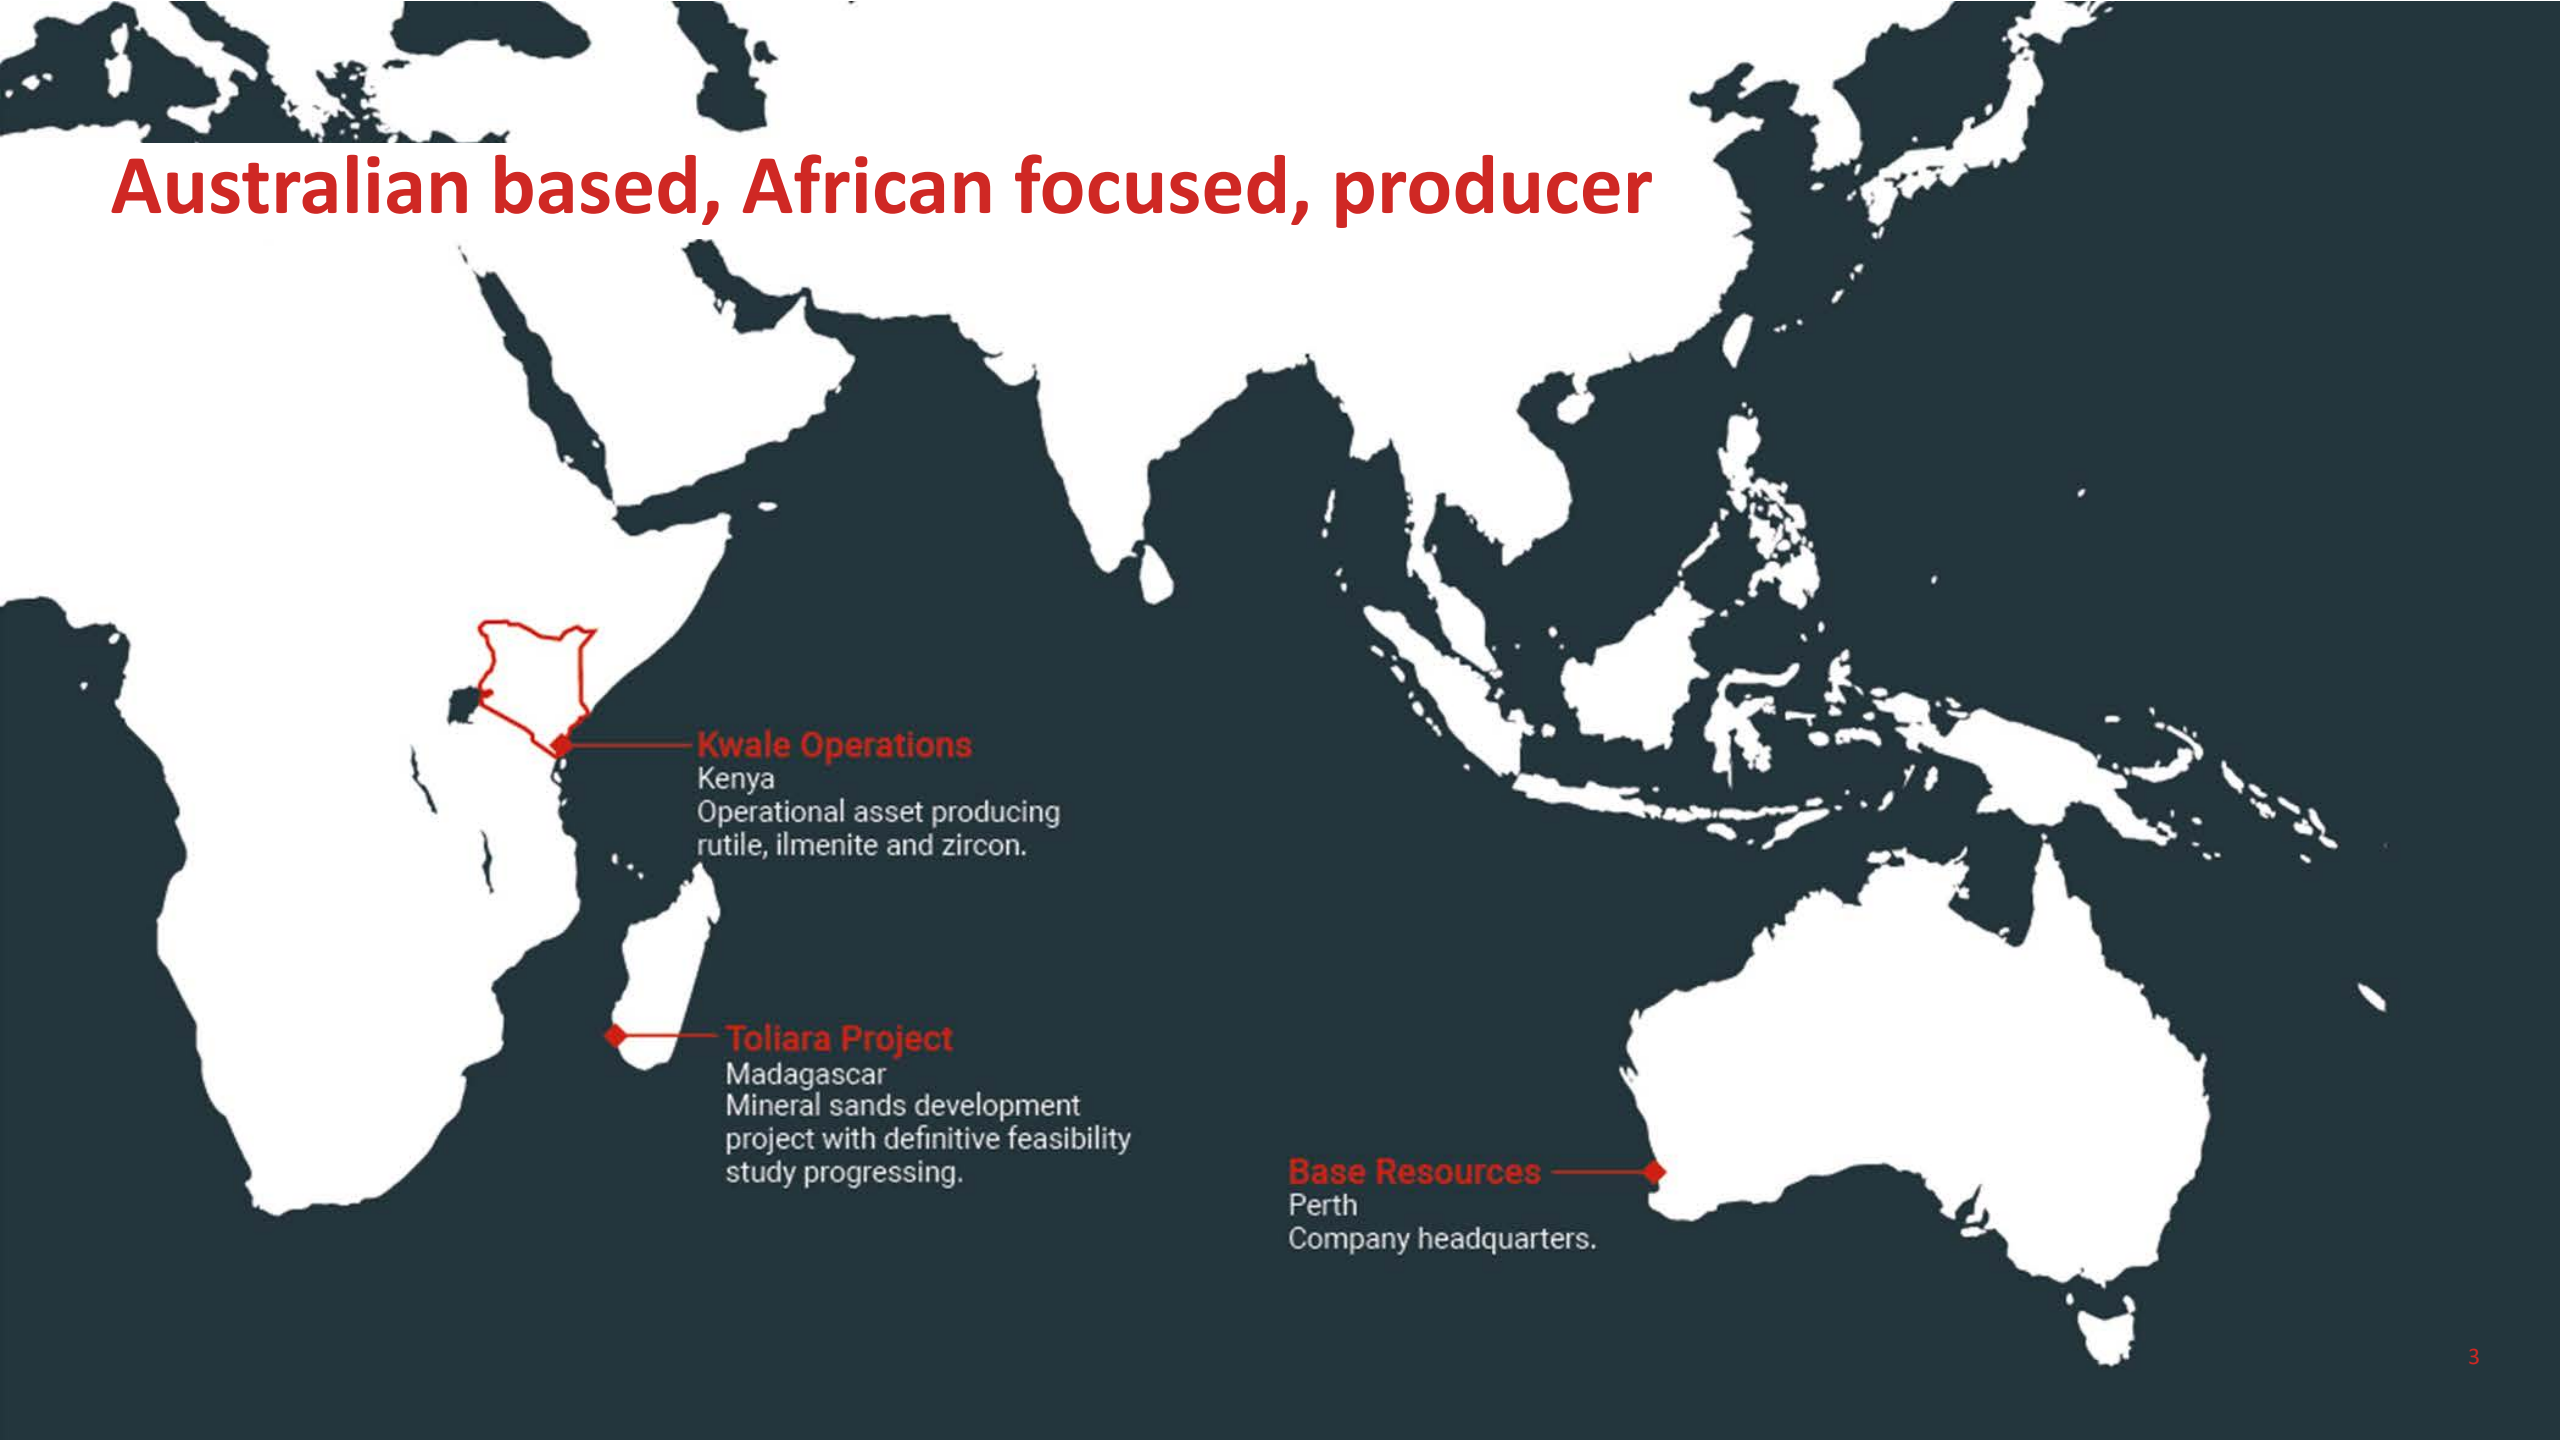 Australian based, African focused, producer
Kwale Operations
Kenya
Operational asset producing
rutile, ilmenite and zircon.
Toliara Project
Madagascar
Mineral sands development
project with definitive feasibility
study progressing.
Base Resources
Perth
Company headquarters.
3